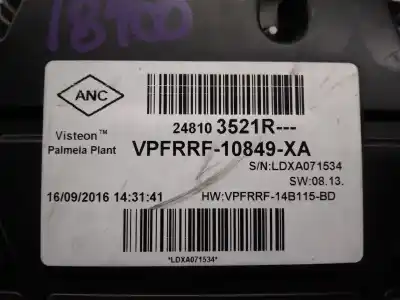 18100
ANC
24810 3521R---
Visteon™
Palmela Plant
VPFRRF-10849-XA
S/N:LDXA071534
SW:08.13.
16/09/2016 14:31:41
HW:VPFRRF-14B115-BD
*LDXA071534*